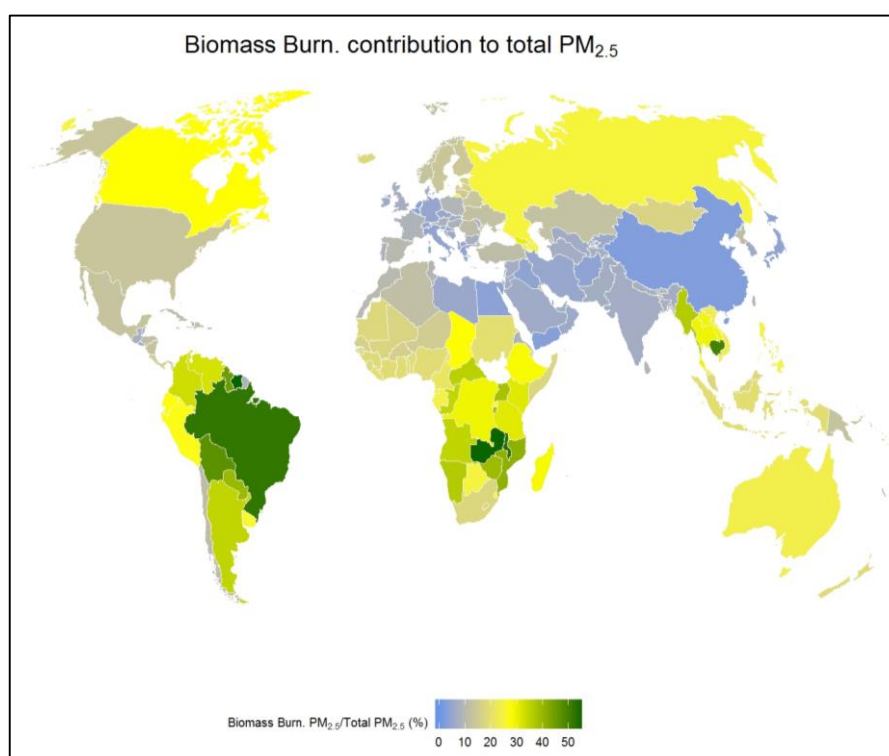 Biomass Burn. contribution to total PM₂.₅
Biomass Burn. PM₂.₅/Total PM₂.₅ (%)
0 10 20 30 40 50